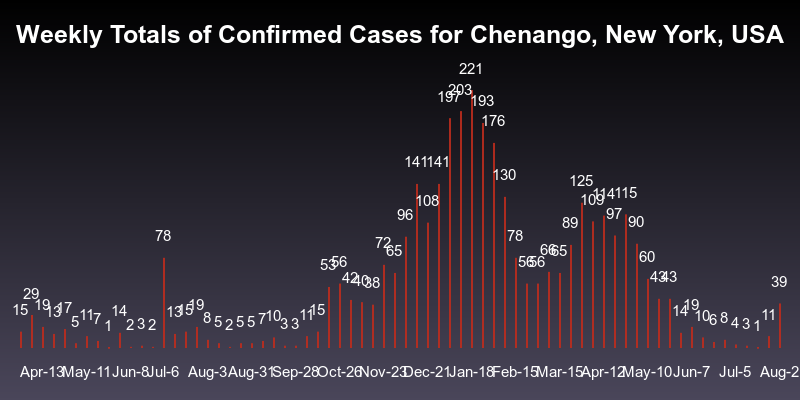 Weekly Totals of Confirmed Cases for Chenango, New York, USA
15 29 19 13 17 5 11 7 1 14 2 3 2 78 13 15 19 8 5 2 5 5 7 10 3 3 11 15 53 56 42 40 38 72 65 96 141 108 141 197 203 221 193 176 130 78 56 56 66 65 89 125 109 114 97 115 90 60 43 43 14 19 10 6 8 4 3 1 11 39
Apr-13 May-11 Jun-8 Jul-6 Aug-3 Aug-31 Sep-28 Oct-26 Nov-23 Dec-21 Jan-18 Feb-15 Mar-15 Apr-12 May-10 Jun-7 Jul-5 Aug-2